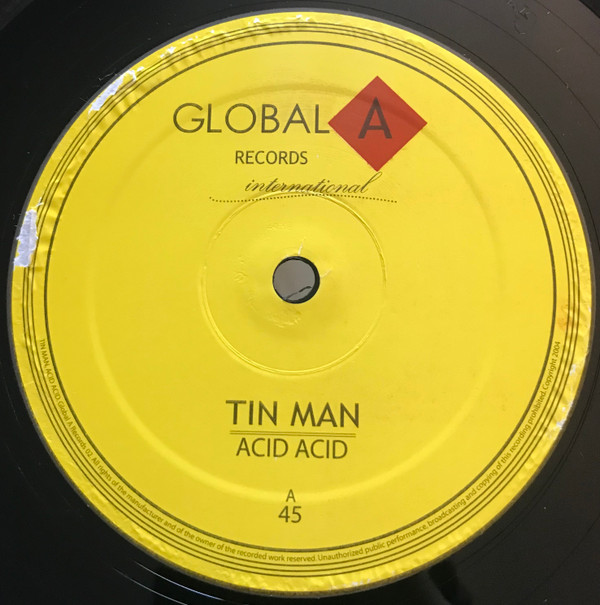 GLOBAL A
RECORDS
international
TIN MAN
ACID ACID
A
45
TIN MAN, ACID ACID, Global A Records 02. All rights of the manufacturer and of the owner of the recorded work reserved. Unauthorized public performance, broadcasting and copying of this recording prohibited. Copyright 2004